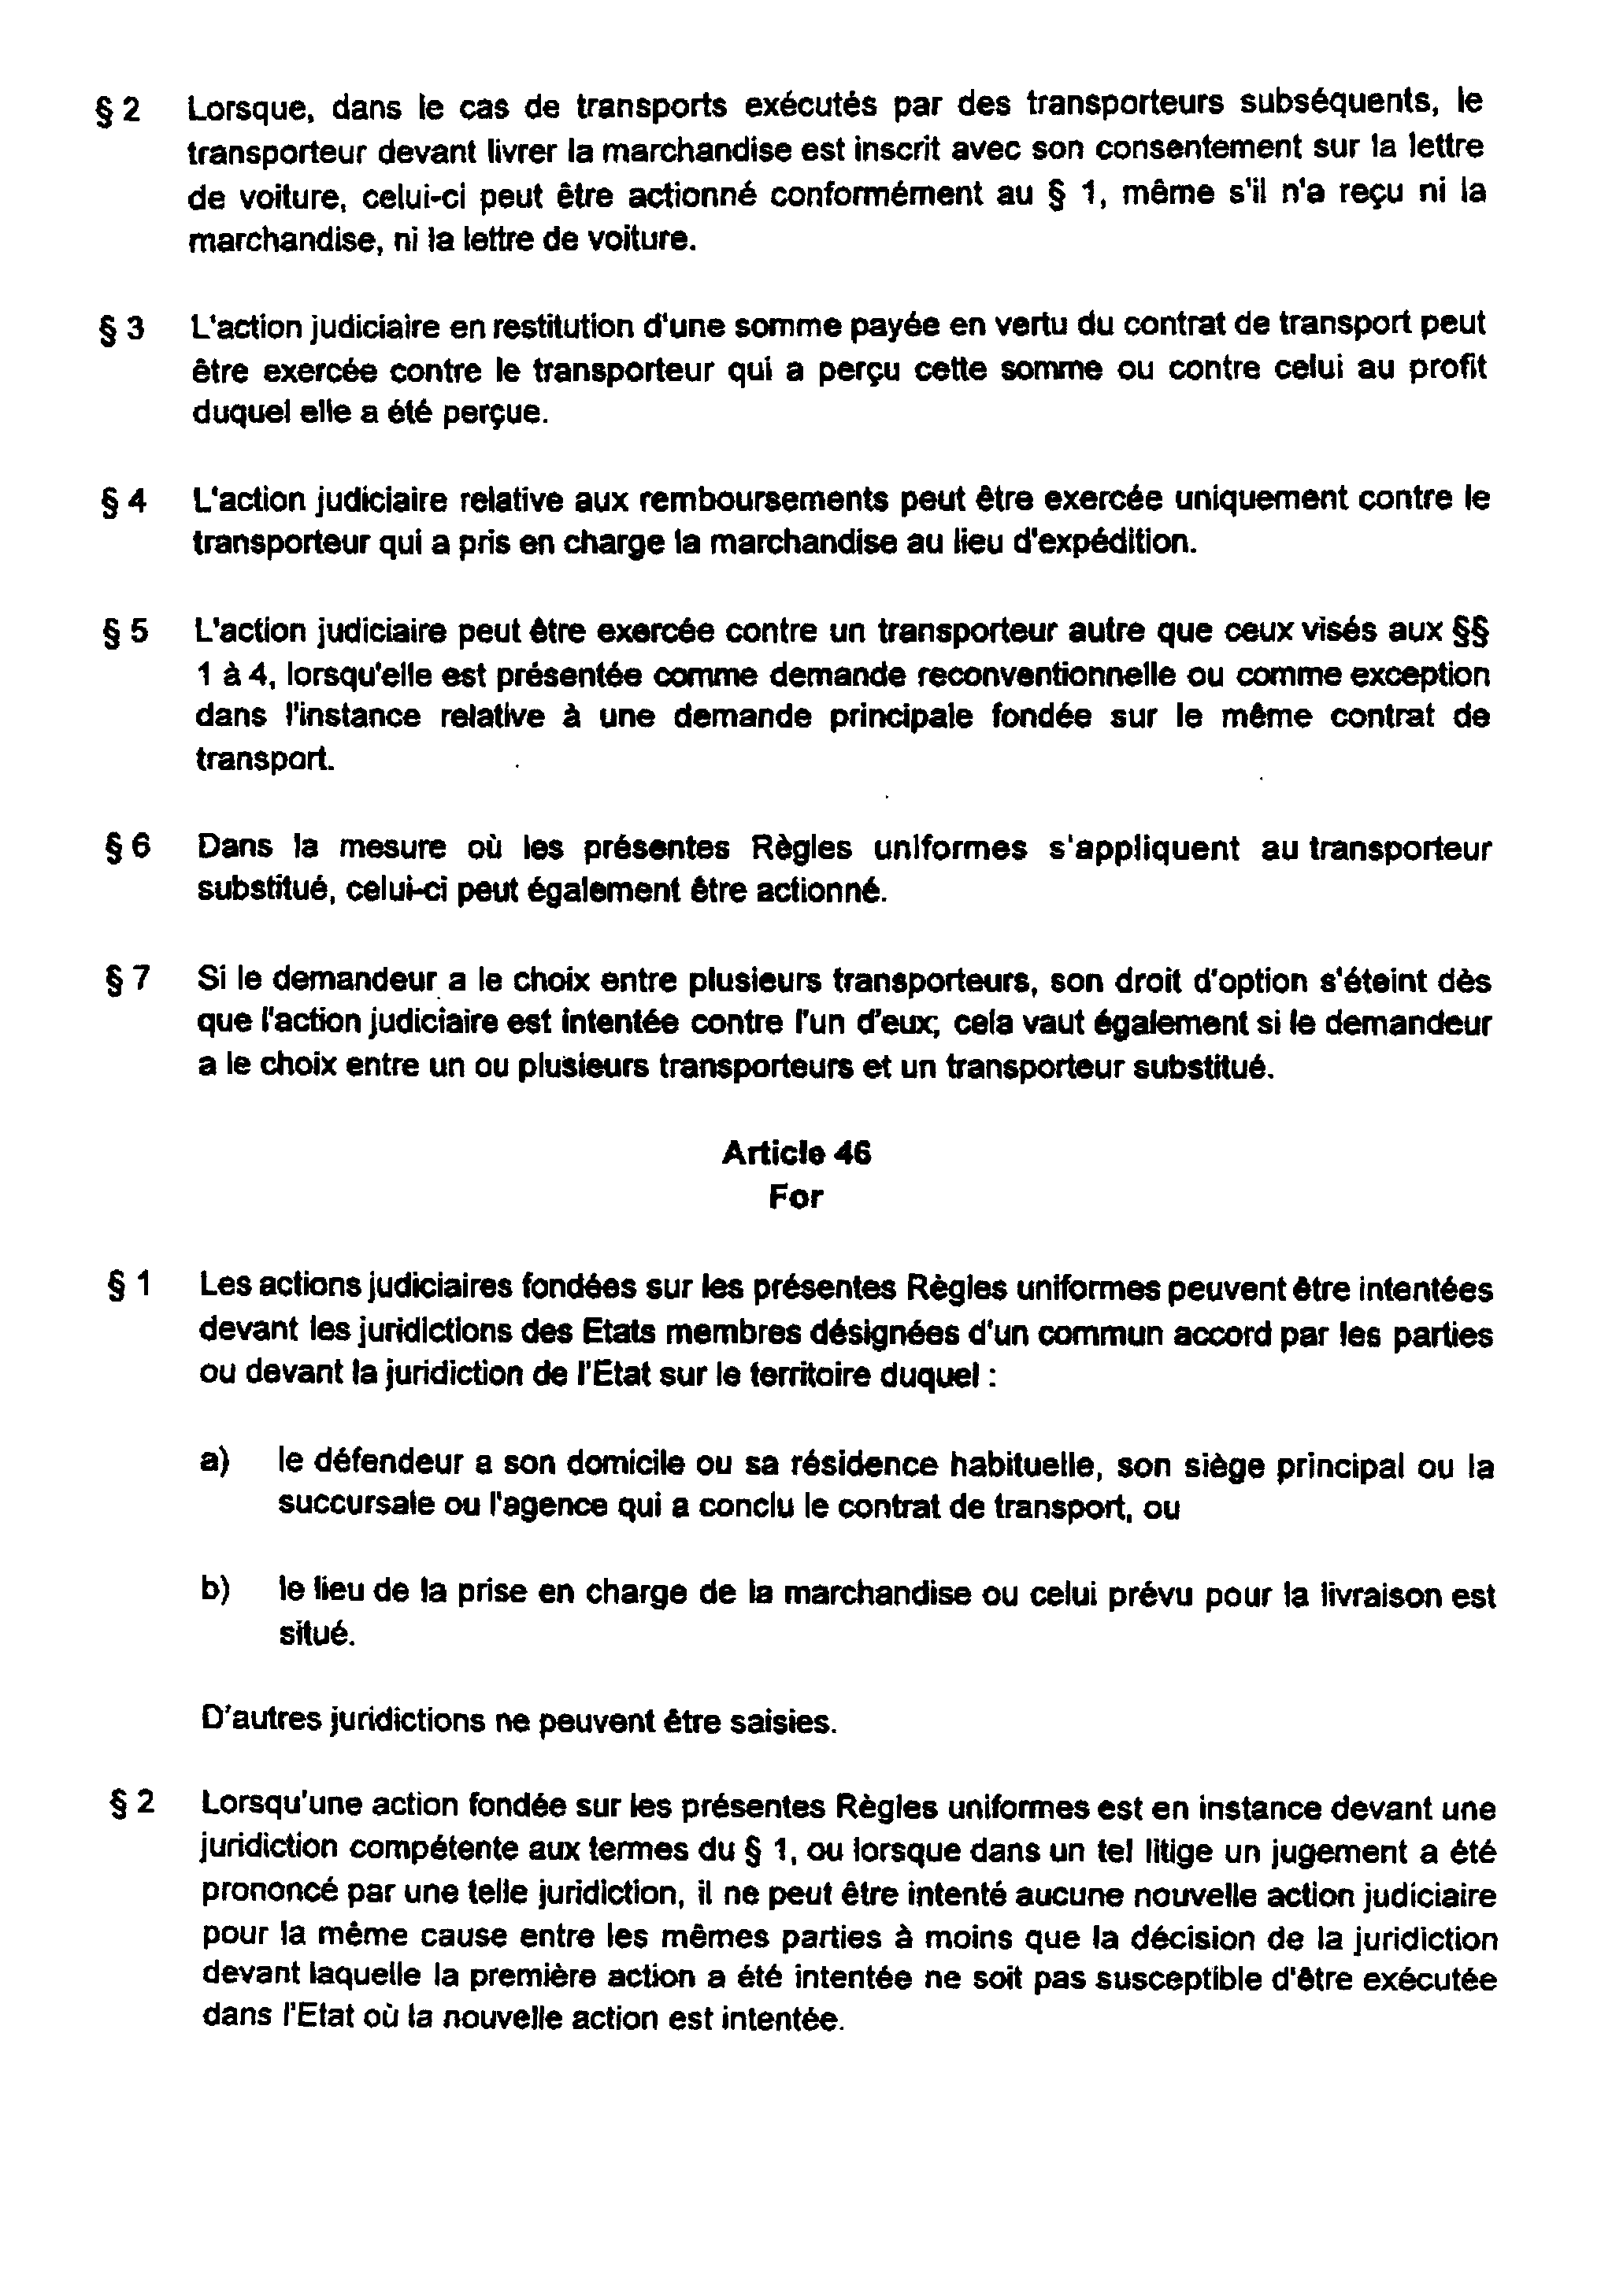 § 2 Lorsque, dans le cas de transports exécutés par des transporteurs subséquents, le
transporteur devant livrer la marchandise est inscrit avec son consentement sur la lettre
de voiture, celui-ci peut être actionné conformément au § 1, même s'il n'a reçu ni la
marchandise, ni la lettre de voiture.
§ 3 L'action judiciaire en restitution d'une somme payée en vertu du contrat de transport peut
être exercée contre le transporteur qui a perçu cette somme ou contre celui au profit
duquel elle a été perçue.
§ 4 L'action judiciaire relative aux remboursements peut être exercée uniquement contre le
transporteur qui a pris en charge la marchandise au lieu d'expédition.
§ 5 L'action judiciaire peut être exercée contre un transporteur autre que ceux visés aux §§
1 à 4, lorsqu'elle est présentée comme demande reconventionnelle ou comme exception
dans l'instance relative à une demande principale fondée sur le même contrat de
transport.
§ 6 Dans la mesure où les présentes Règles uniformes s'appliquent au transporteur
substitué, celui-ci peut également être actionné.
§ 7 Si le demandeur a le choix entre plusieurs transporteurs, son droit d'option s'éteint dès
que l'action judiciaire est intentée contre l'un d'eux; cela vaut également si le demandeur
a le choix entre un ou plusieurs transporteurs et un transporteur substitué.
Article 46
For
§ 1 Les actions judiciaires fondées sur les présentes Règles uniformes peuvent être intentées
devant les juridictions des Etats membres désignées d'un commun accord par les parties
ou devant la juridiction de l'Etat sur le territoire duquel :
a) le défendeur a son domicile ou sa résidence habituelle, son siège principal ou la
succursale ou l'agence qui a conclu le contrat de transport, ou
b) le lieu de la prise en charge de la marchandise ou celui prévu pour la livraison est
situé.
D'autres juridictions ne peuvent être saisies.
§ 2 Lorsqu'une action fondée sur les présentes Règles uniformes est en instance devant une
juridiction compétente aux termes du § 1, ou lorsque dans un tel litige un jugement a été
prononcé par une telle juridiction, il ne peut être intenté aucune nouvelle action judiciaire
pour la même cause entre les mêmes parties à moins que la décision de la juridiction
devant laquelle la première action a été intentée ne soit pas susceptible d'être exécutée
dans l'Etat où la nouvelle action est intentée.